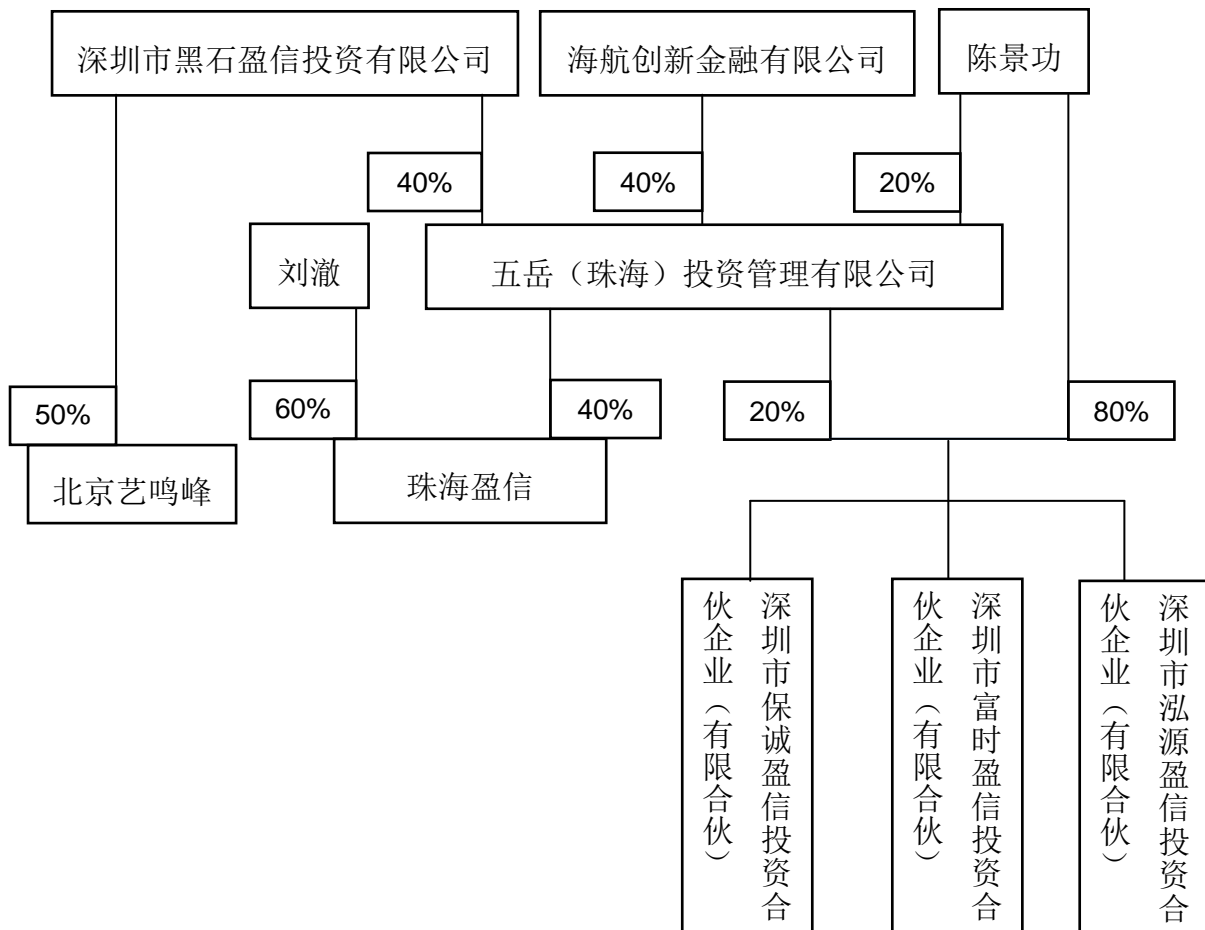 深圳市黑石盈信投资有限公司
海航创新金融有限公司
陈景功
40%
40%
20%
刘澈
五岳（珠海）投资管理有限公司
50%
60%
40%
20%
80%
北京艺鸣峰
珠海盈信
深圳市保诚盈信投资合
伙企业（有限合伙）
深圳市富时盈信投资合
伙企业（有限合伙）
深圳市泓源盈信投资合
伙企业（有限合伙）